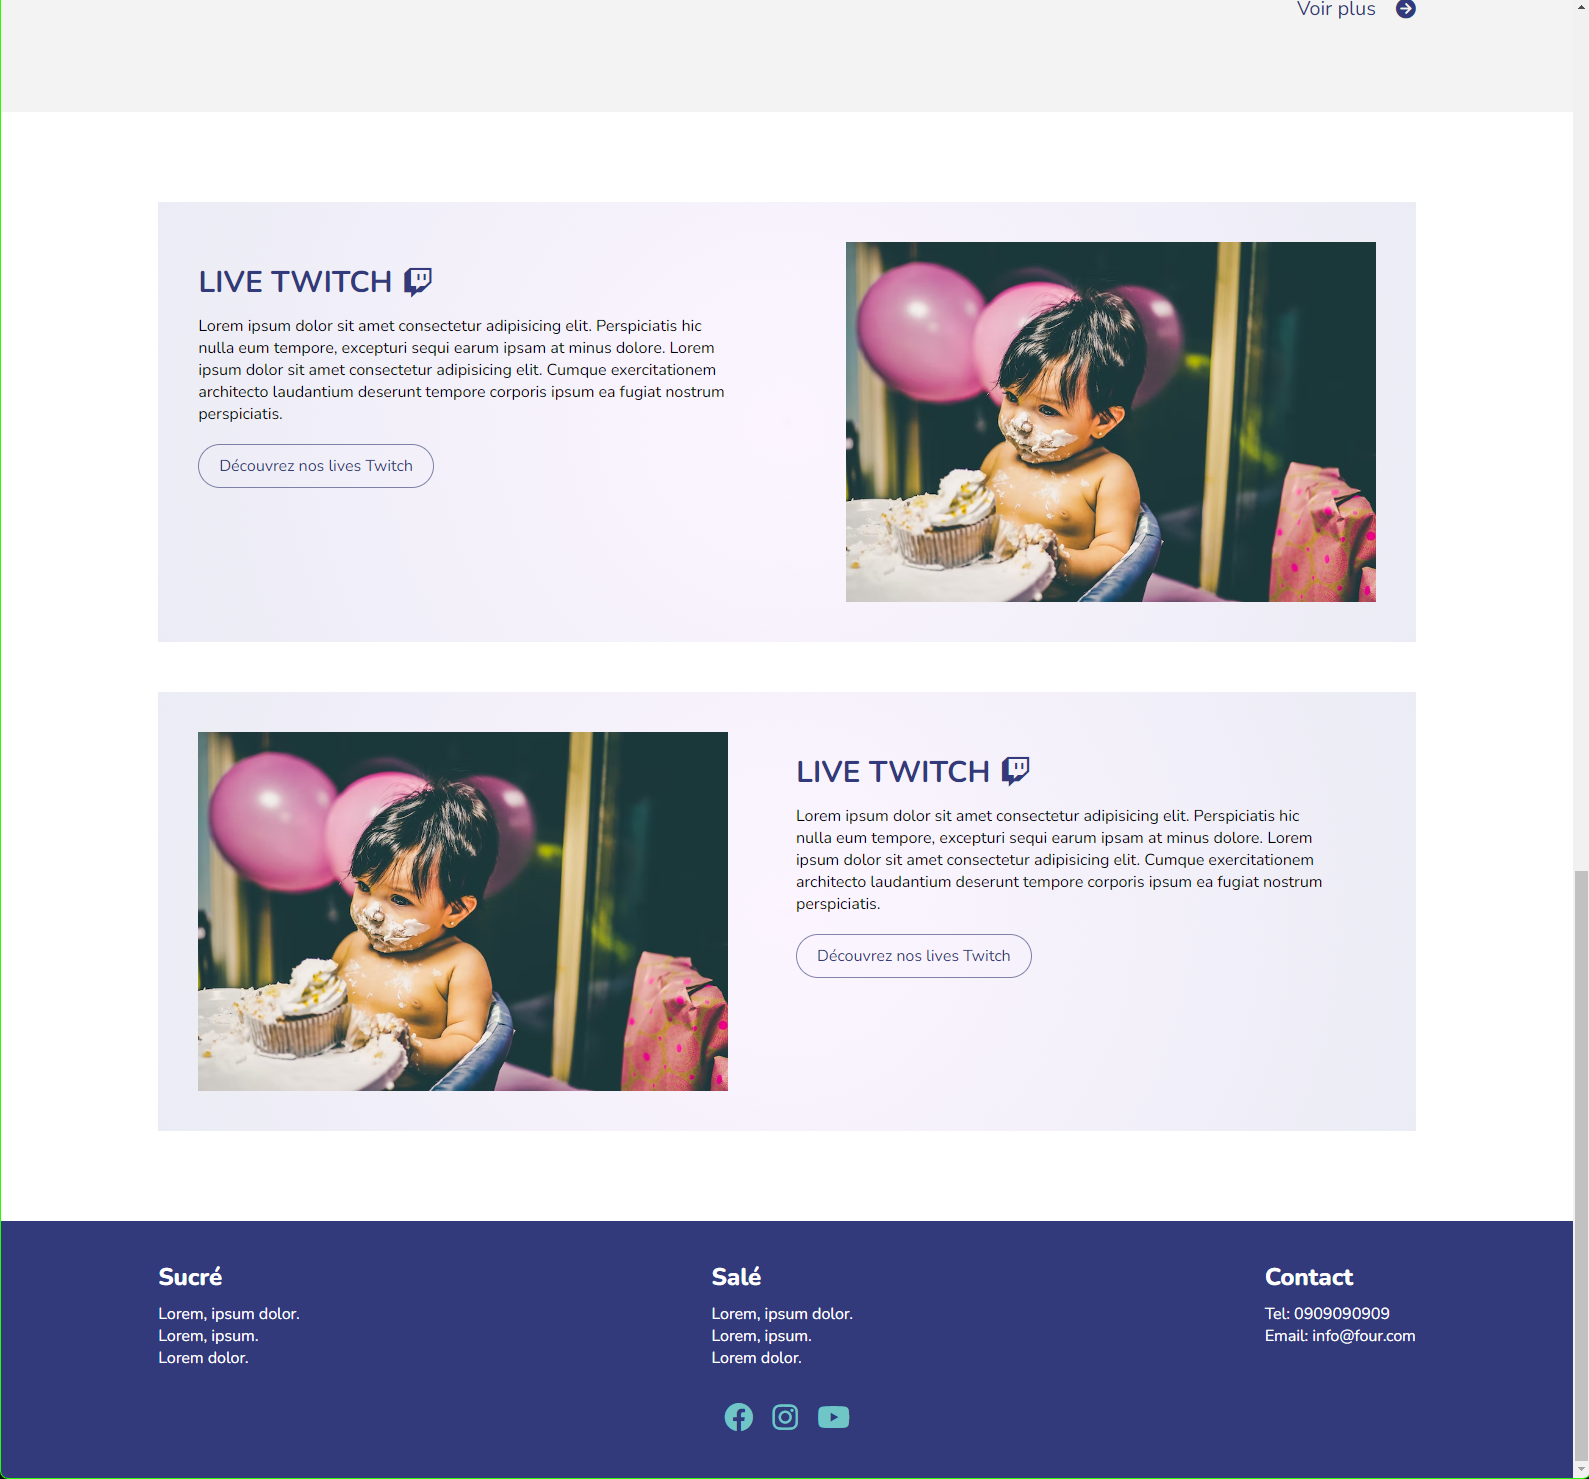 Voir plus
LIVE TWITCH
Lorem ipsum dolor sit amet consectetur adipisicing elit. Perspiciatis hic
nulla eum tempore, excepturi sequi earum ipsam at minus dolore. Lorem
ipsum dolor sit amet consectetur adipisicing elit. Cumque exercitationem
architecto laudantium deserunt tempore corporis ipsum ea fugiat nostrum
perspiciatis.
Découvrez nos lives Twitch
LIVE TWITCH
Lorem ipsum dolor sit amet consectetur adipisicing elit. Perspiciatis hic
nulla eum tempore, excepturi sequi earum ipsam at minus dolore. Lorem
ipsum dolor sit amet consectetur adipisicing elit. Cumque exercitationem
architecto laudantium deserunt tempore corporis ipsum ea fugiat nostrum
perspiciatis.
Découvrez nos lives Twitch
Sucré
Lorem, ipsum dolor.
Lorem, ipsum.
Lorem dolor.
Salé
Lorem, ipsum dolor.
Lorem, ipsum.
Lorem dolor.
Contact
Tel: 0909090909
Email: info@four.com